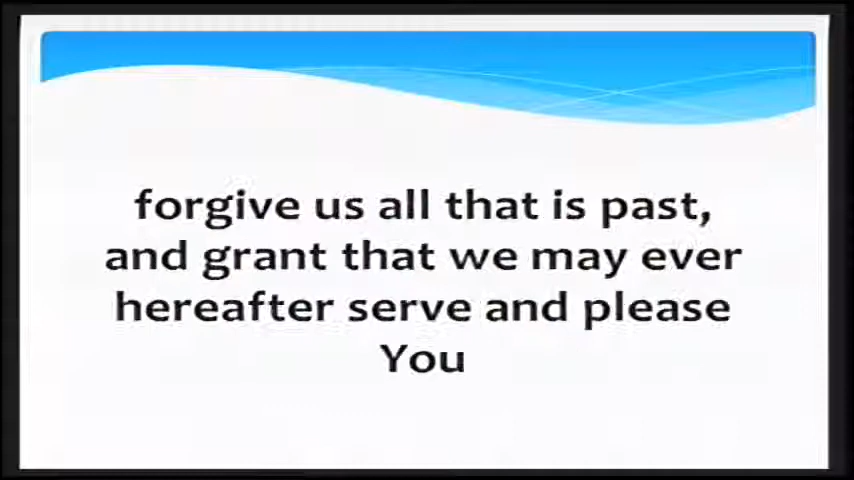 forgive us all that is past,
and grant that we may ever
hereafter serve and please
You